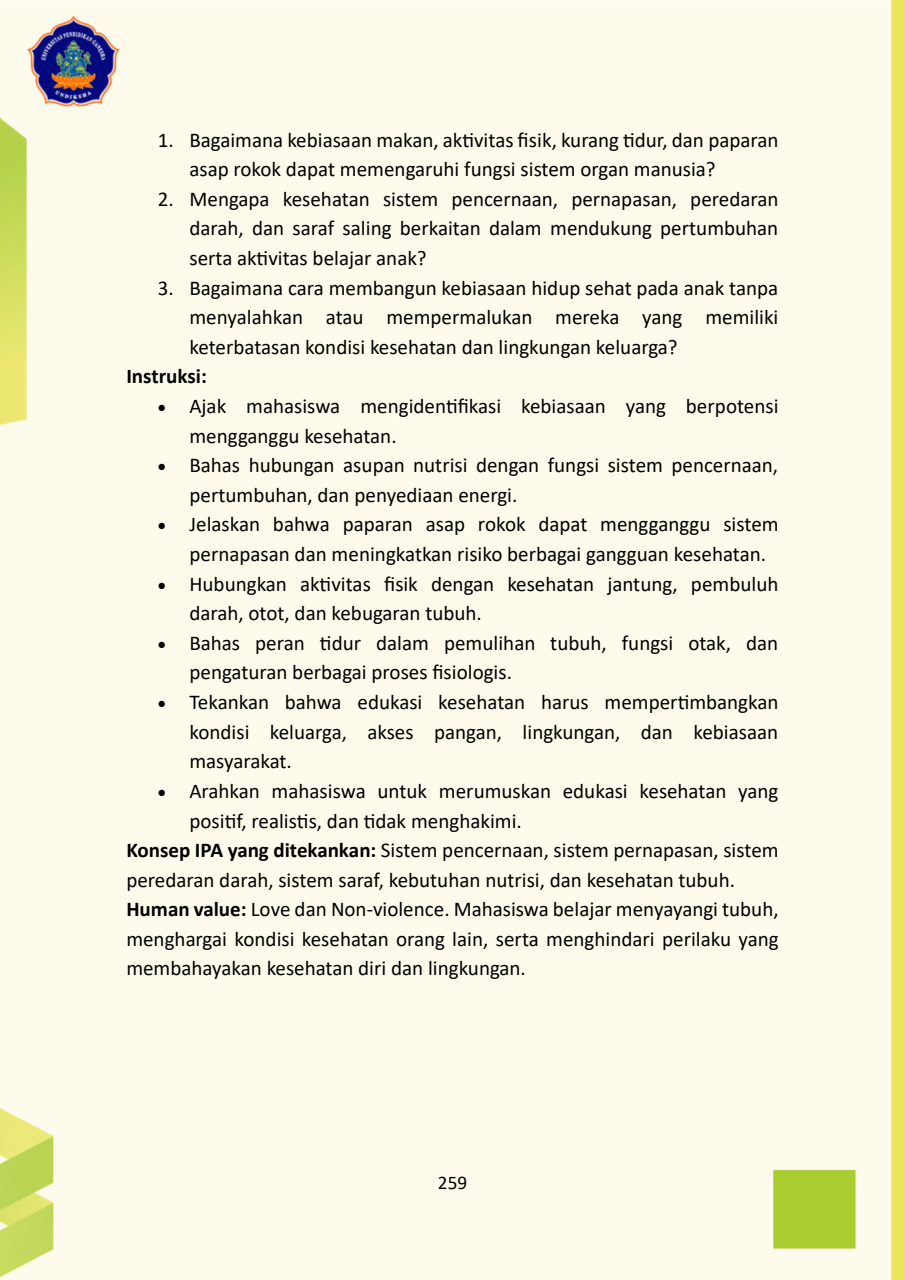 UNIVERSITAS PENDIDIKAN GANESHA
UNDIKSHA
1. Bagaimana kebiasaan makan, aktivitas fisik, kurang tidur, dan paparan
asap rokok dapat memengaruhi fungsi sistem organ manusia?
2. Mengapa kesehatan sistem pencernaan, pernapasan, peredaran
darah, dan saraf saling berkaitan dalam mendukung pertumbuhan
serta aktivitas belajar anak?
3. Bagaimana cara membangun kebiasaan hidup sehat pada anak tanpa
menyalahkan atau mempermalukan mereka yang memiliki
keterbatasan kondisi kesehatan dan lingkungan keluarga?
Instruksi:
• Ajak mahasiswa mengidentifikasi kebiasaan yang berpotensi
mengganggu kesehatan.
• Bahas hubungan asupan nutrisi dengan fungsi sistem pencernaan,
pertumbuhan, dan penyediaan energi.
• Jelaskan bahwa paparan asap rokok dapat mengganggu sistem
pernapasan dan meningkatkan risiko berbagai gangguan kesehatan.
• Hubungkan aktivitas fisik dengan kesehatan jantung, pembuluh
darah, otot, dan kebugaran tubuh.
• Bahas peran tidur dalam pemulihan tubuh, fungsi otak, dan
pengaturan berbagai proses fisiologis.
• Tekankan bahwa edukasi kesehatan harus mempertimbangkan
kondisi keluarga, akses pangan, lingkungan, dan kebiasaan
masyarakat.
• Arahkan mahasiswa untuk merumuskan edukasi kesehatan yang
positif, realistis, dan tidak menghakimi.
Konsep IPA yang ditekankan: Sistem pencernaan, sistem pernapasan, sistem
peredaran darah, sistem saraf, kebutuhan nutrisi, dan kesehatan tubuh.
Human value: Love dan Non-violence. Mahasiswa belajar menyayangi tubuh,
menghargai kondisi kesehatan orang lain, serta menghindari perilaku yang
membahayakan kesehatan diri dan lingkungan.
259